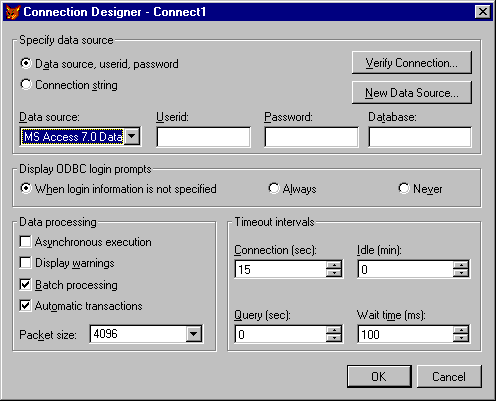 Connection Designer - Connect1
Specify data source
Data source, userid, password
Verify Connection...
Connection string
New Data Source...
Data source: Userid: Password: Database:
MS Access 7.0 Data
Display ODBC login prompts
When login information is not specified Always Never
Data processing
Asynchronous execution
Display warnings
Batch processing
Automatic transactions
Packet size: 4096
Timeout intervals
Connection (sec): Idle (min):
15 0
Query (sec): Wait time (ms):
0 100
OK Cancel